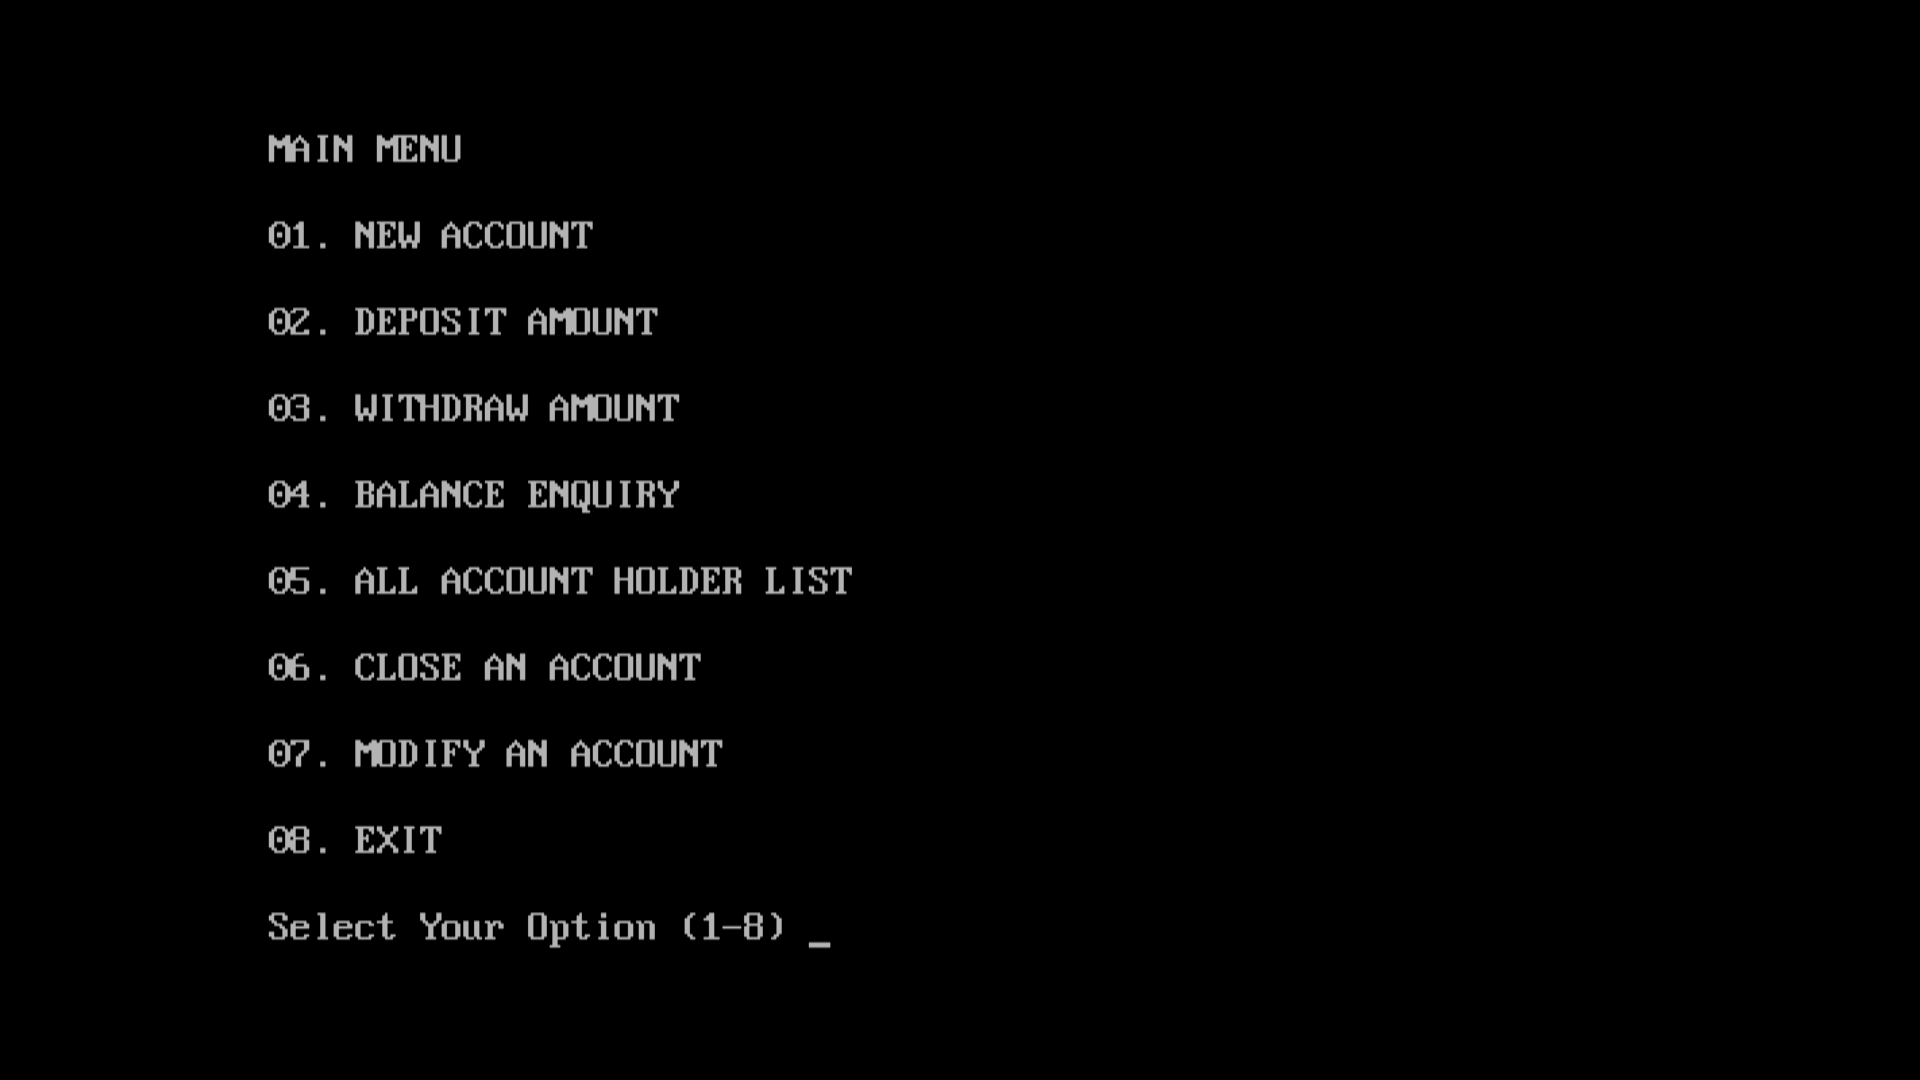 MAIN MENU
01. NEW ACCOUNT
02. DEPOSIT AMOUNT
03. WITHDRAW AMOUNT
04. BALANCE ENQUIRY
05. ALL ACCOUNT HOLDER LIST
06. CLOSE AN ACCOUNT
07. MODIFY AN ACCOUNT
08. EXIT
Select Your Option (1-8) _